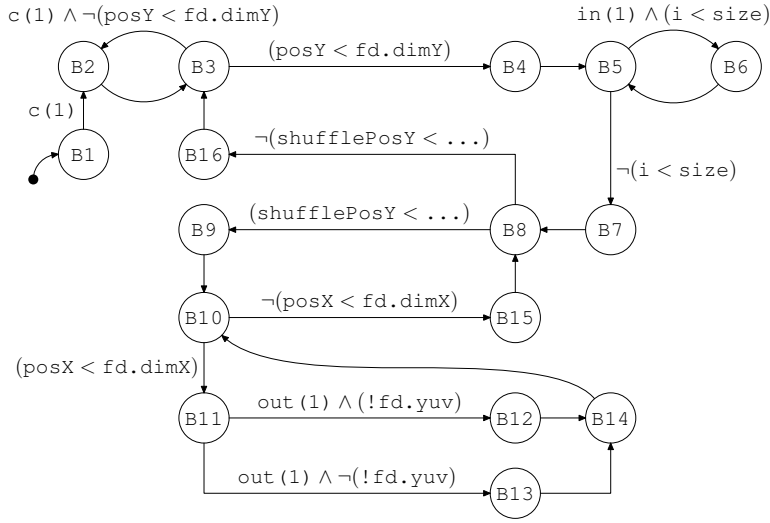 c(1) ∧ ¬(posY < fd.dimY)
in(1) ∧ (i < size)
(posY < fd.dimY)
B2
B3
B4
B5
B6
c(1)
¬(shufflePosY < ...)
B1
B16
¬(i < size)
(shufflePosY < ...)
B9
B8
B7
¬(posX < fd.dimX)
B10
B15
(posX < fd.dimX)
out(1) ∧ (!fd.yuv)
B11
B12
B14
out(1) ∧ ¬(!fd.yuv)
B13